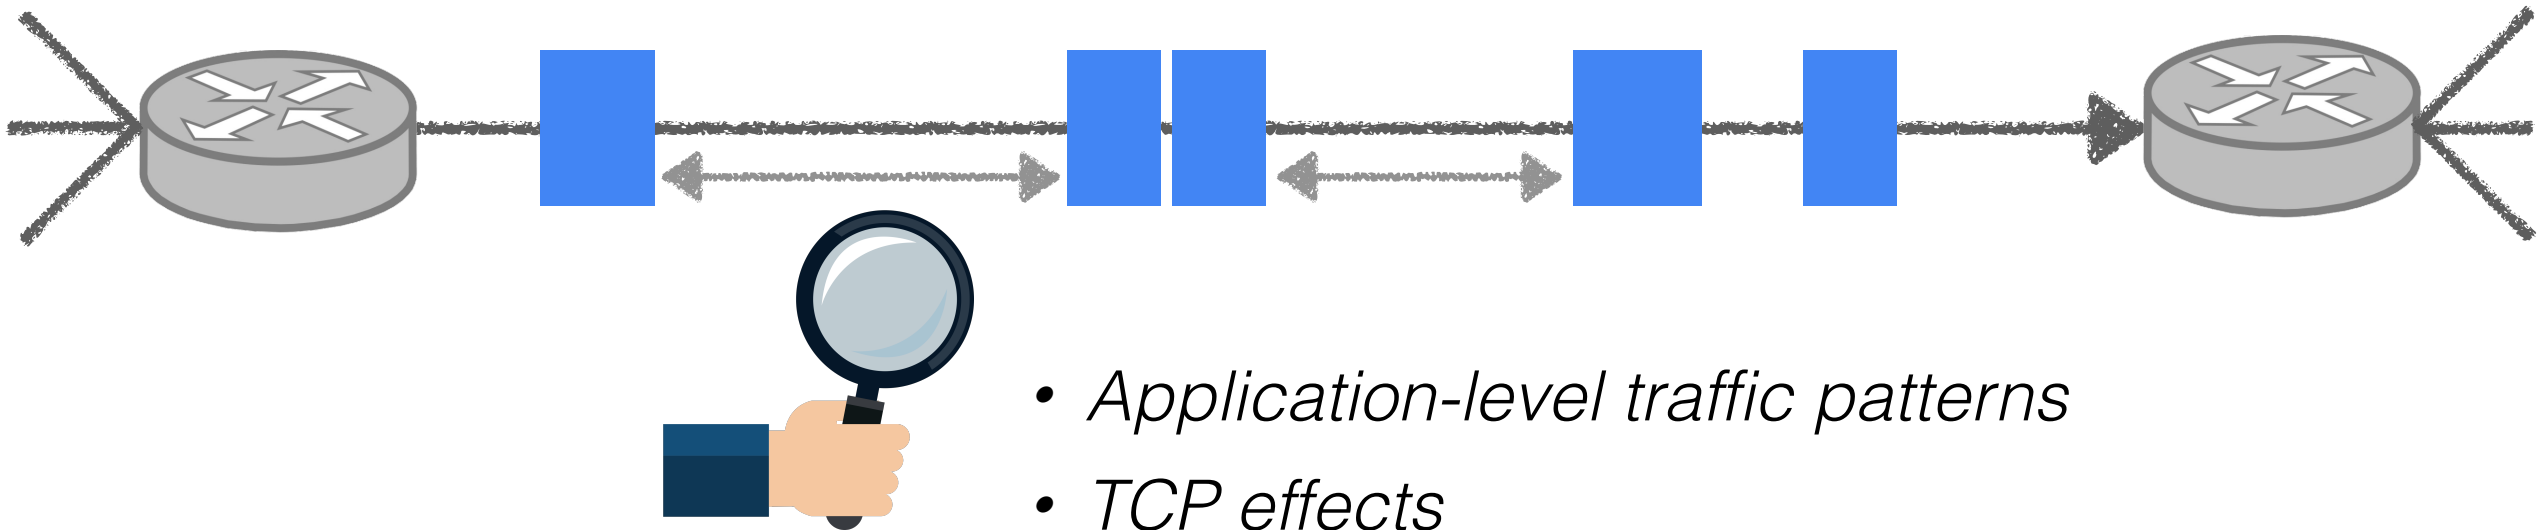 • Application-level traffic patterns
• TCP effects